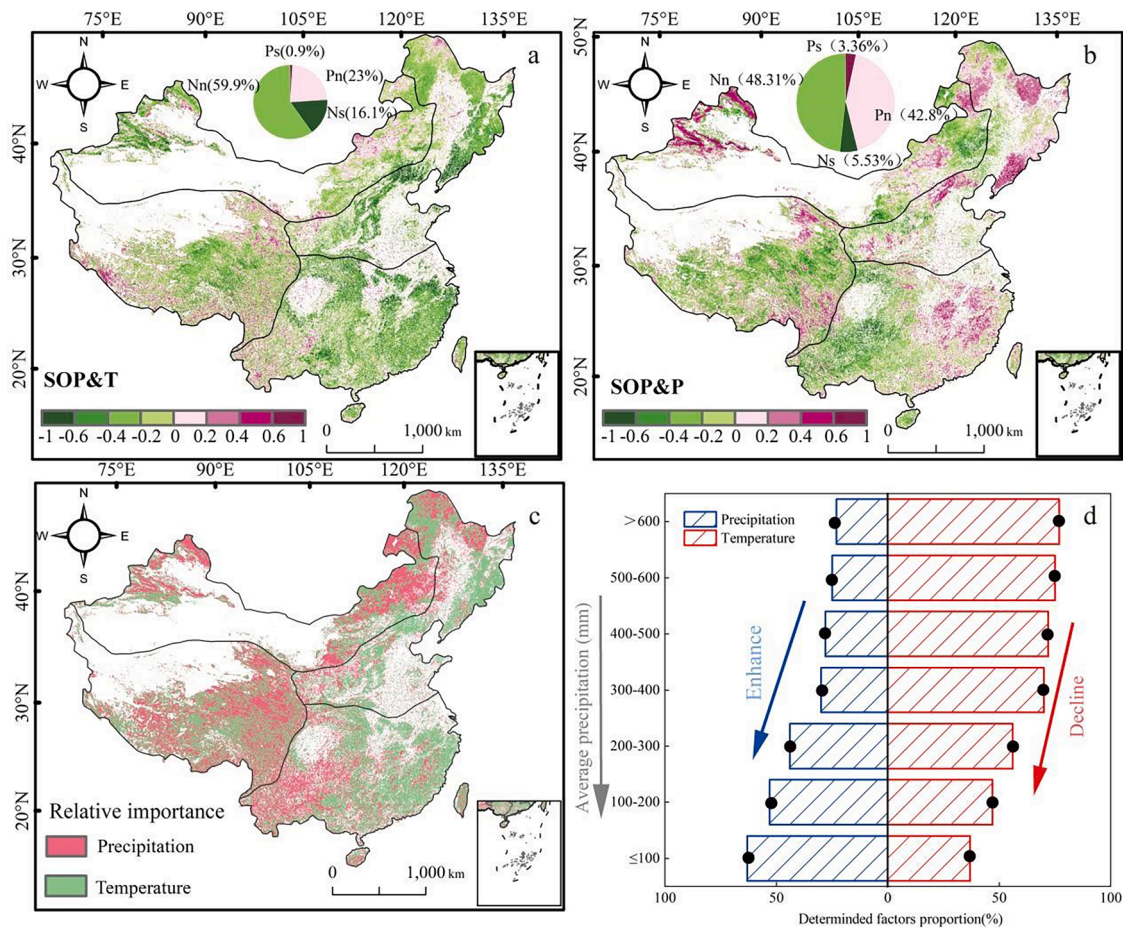 75°E 90°E 105°E 120°E 135°E
N
W E
S
50°N
40°N
30°N
20°N
a
Ps(0.9%)
Pn(23%)
Nn(59.9%)
Ns(16.1%)
SOP&T
-1 -0.6 -0.4 -0.2 0 0.2 0.4 0.6 1
0 1,000 km
75°E 90°E 105°E 120°E 135°E
N
W E
S
50°N
40°N
30°N
20°N
b
Ps（3.36%）
Nn（48.31%）
Pn（42.8%）
Ns（5.53%）
SOP&P
-1 -0.6 -0.4 -0.2 0 0.2 0.4 0.6 1
0 1,000 km
75°E 90°E 105°E 120°E 135°E
N
W E
S
40°N
30°N
20°N
c
Relative importance
Precipitation
Temperature
0 1,000 km
d
Precipitation
Temperature
Average precipitation (mm)
>600
500-600
400-500
300-400
200-300
100-200
≤100
Enhance
Decline
100 50 0 50 100
Determinded factors proportion(%)